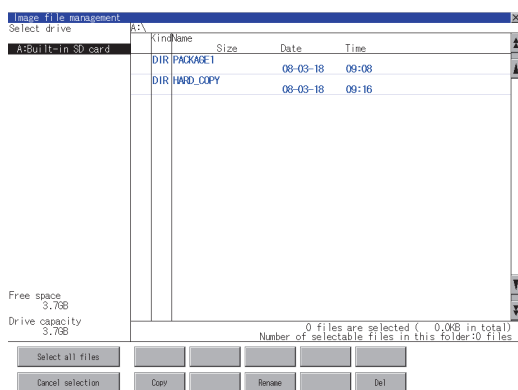 Image file management
Select drive
A:\
A:Built-in SD card
Kind Name
Size Date Time
DIR PACKAGE1
08-03-18 09:08
DIR HARD_COPY
08-03-18 09:16
Free space
3.7GB
Drive capacity
3.7GB
0 files are selected ( 0.0KB in total)
Number of selectable files in this folder:0 files
Select all files
Cancel selection Copy Rename Del